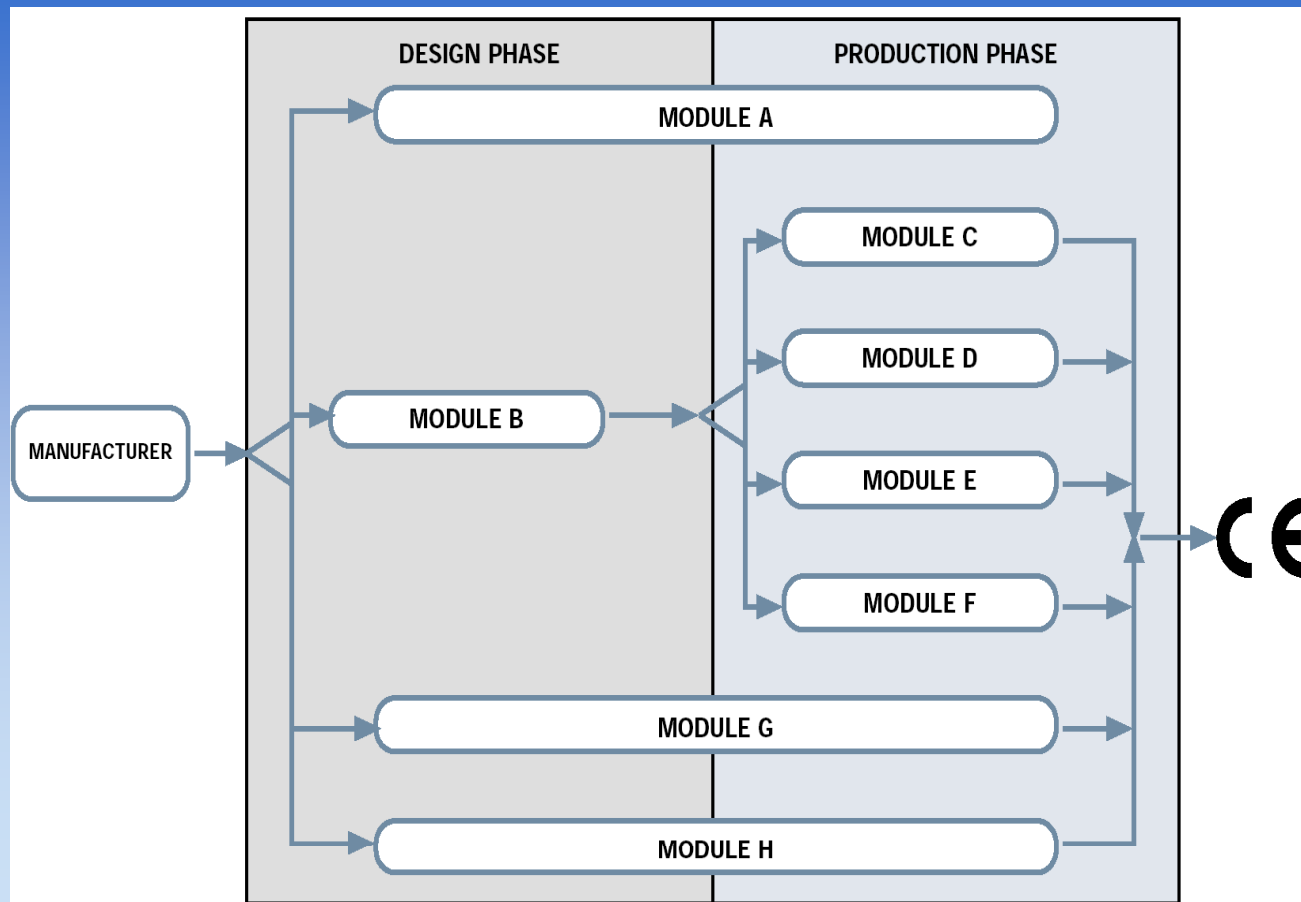 DESIGN PHASE
PRODUCTION PHASE
MODULE A
MODULE C
MODULE D
MODULE B
MANUFACTURER
MODULE E
CE
MODULE F
MODULE G
MODULE H